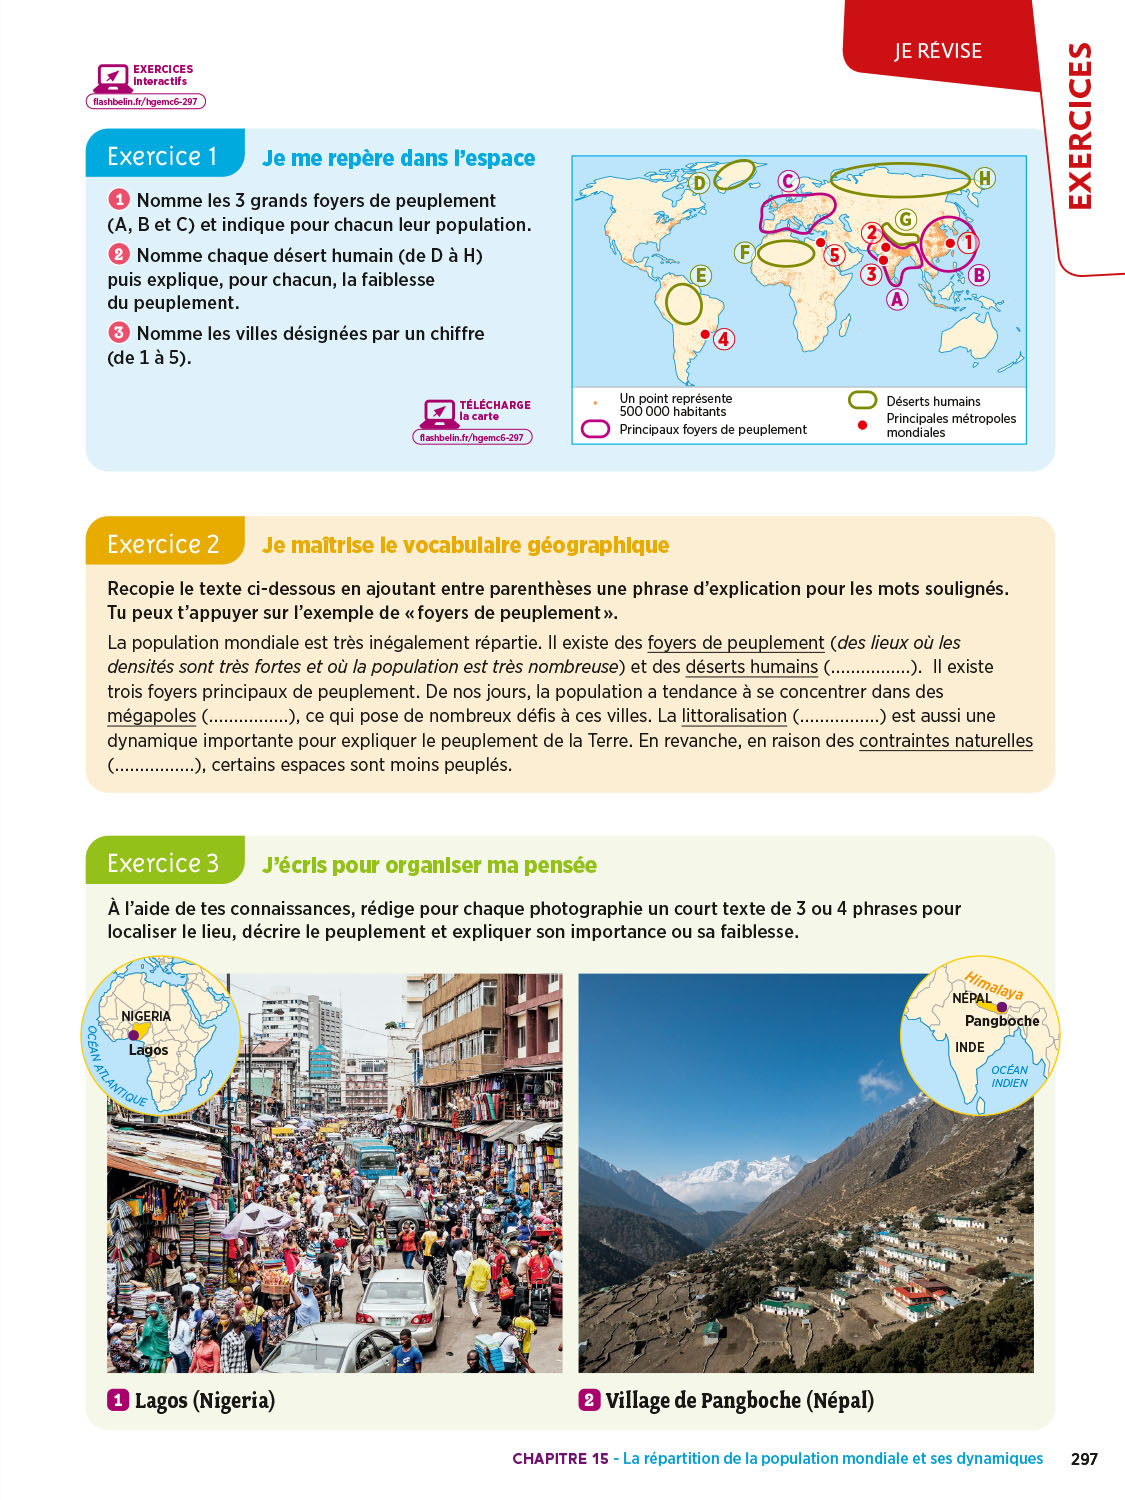 JE RÉVISE
EXERCICES
EXERCICES
interactifs
flashbelin.fr/hgemc6-297
Exercice 1
Je me repère dans l'espace
1 Nomme les 3 grands foyers de peuplement
(A, B et C) et indique pour chacun leur population.
2 Nomme chaque désert humain (de D à H)
puis explique, pour chacun, la faiblesse
du peuplement.
3 Nomme les villes désignées par un chiffre
(de 1 à 5).
TÉLÉCHARGE
la carte
flashbelin.fr/hgemc6-297
D
C
H
G
2
1
F
5
3
B
E
A
4
Un point représente
500 000 habitants
Principaux foyers de peuplement
Déserts humains
Principales métropoles
mondiales
Exercice 2
Je maîtrise le vocabulaire géographique
Recopie le texte ci-dessous en ajoutant entre parenthèses une phrase d'explication pour les mots soulignés.
Tu peux t'appuyer sur l'exemple de « foyers de peuplement ».
La population mondiale est très inégalement répartie. Il existe des foyers de peuplement (des lieux où les
densités sont très fortes et où la population est très nombreuse) et des déserts humains (................). Il existe
trois foyers principaux de peuplement. De nos jours, la population a tendance à se concentrer dans des
mégapoles (................), ce qui pose de nombreux défis à ces villes. La littoralisation (................) est aussi une
dynamique importante pour expliquer le peuplement de la Terre. En revanche, en raison des contraintes naturelles
(................), certains espaces sont moins peuplés.
Exercice 3
J'écris pour organiser ma pensée
À l'aide de tes connaissances, rédige pour chaque photographie un court texte de 3 ou 4 phrases pour
localiser le lieu, décrire le peuplement et expliquer son importance ou sa faiblesse.
NIGERIA
Lagos
OCÉAN ATLANTIQUE
Himalaya
NÉPAL
Pangboche
INDE
OCÉAN
INDIEN
1 Lagos (Nigeria)
2 Village de Pangboche (Népal)
CHAPITRE 15 - La répartition de la population mondiale et ses dynamiques
297